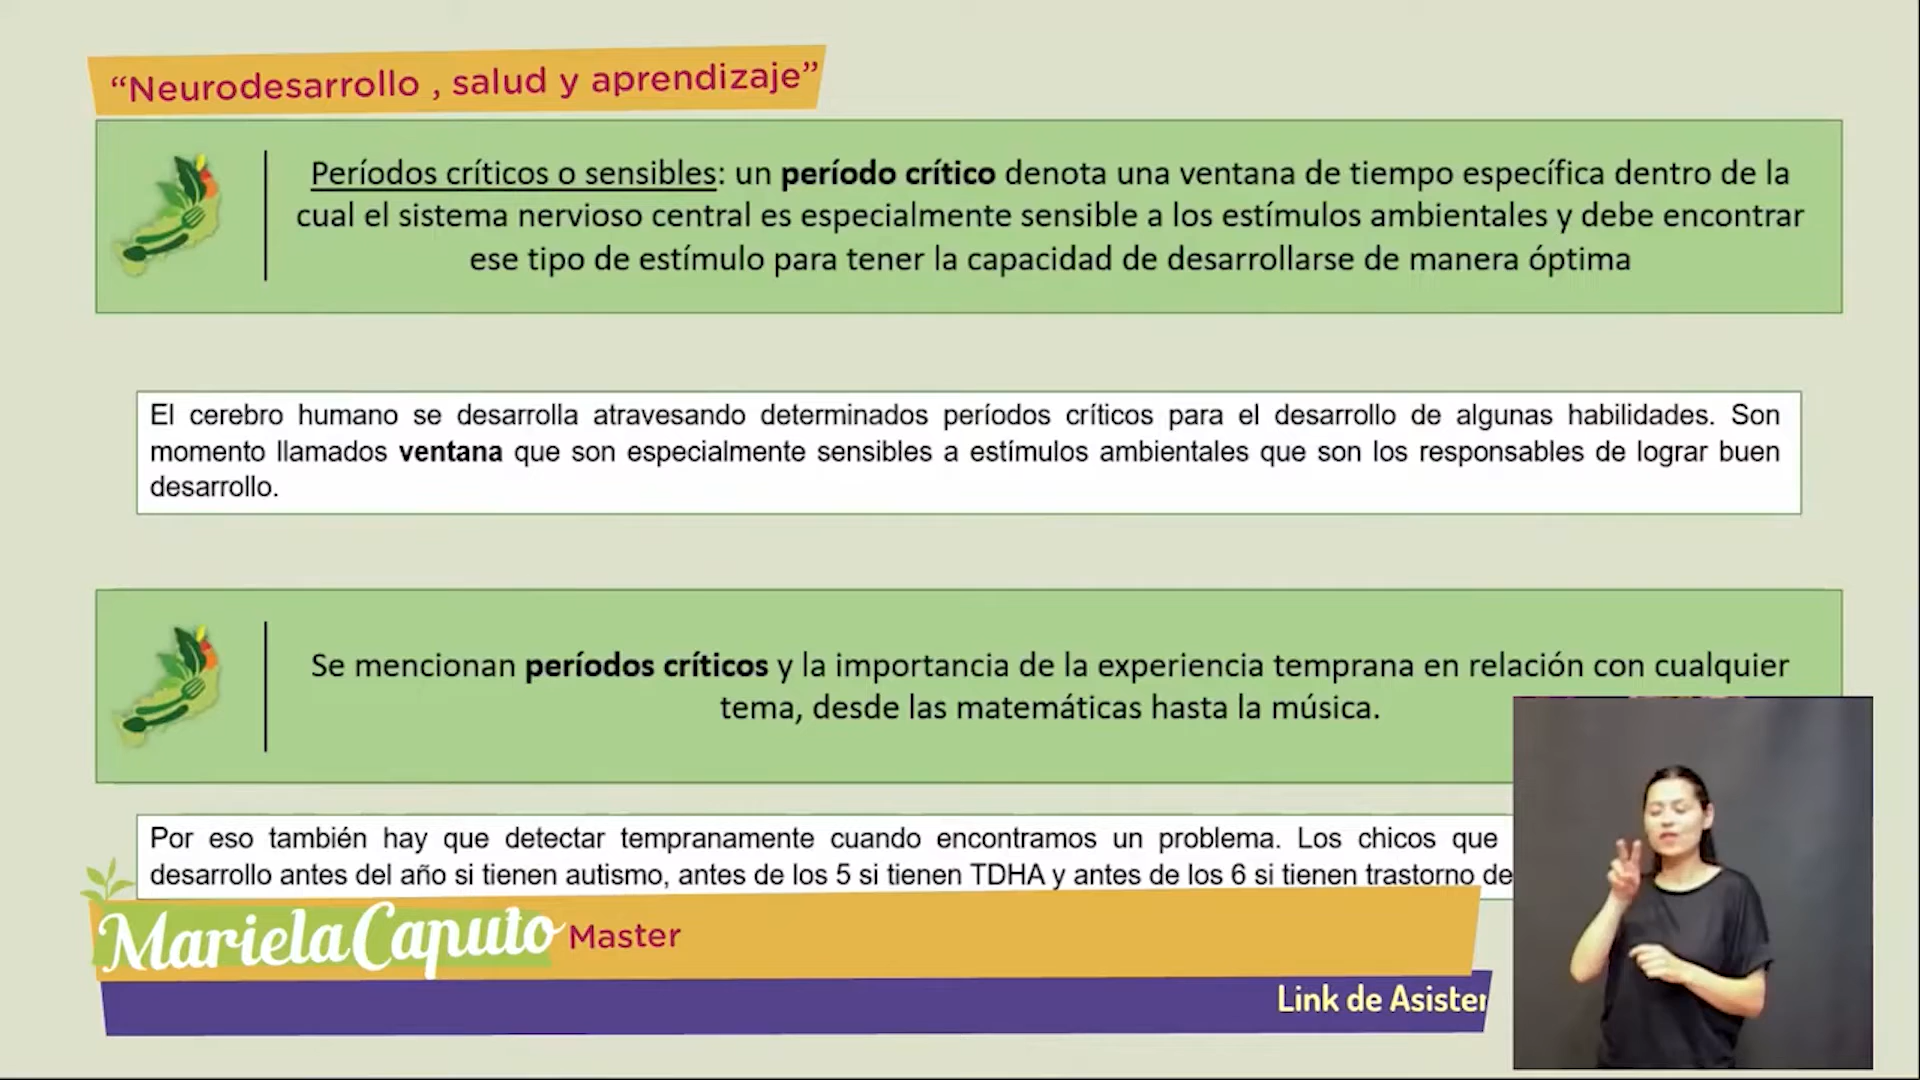 “Neurodesarrollo , salud y aprendizaje”
Períodos críticos o sensibles: un período crítico denota una ventana de tiempo específica dentro de la
cual el sistema nervioso central es especialmente sensible a los estímulos ambientales y debe encontrar
ese tipo de estímulo para tener la capacidad de desarrollarse de manera óptima
El cerebro humano se desarrolla atravesando determinados períodos críticos para el desarrollo de algunas habilidades. Son
momento llamados ventana que son especialmente sensibles a estímulos ambientales que son los responsables de lograr buen
desarrollo.
Se mencionan períodos críticos y la importancia de la experiencia temprana en relación con cualquier
tema, desde las matemáticas hasta la música.
Por eso también hay que detectar tempranamente cuando encontramos un problema. Los chicos que
desarrollo antes del año si tienen autismo, antes de los 5 si tienen TDHA y antes de los 6 si tienen trastorno de
Mariela Caputo Master
Link de Asister